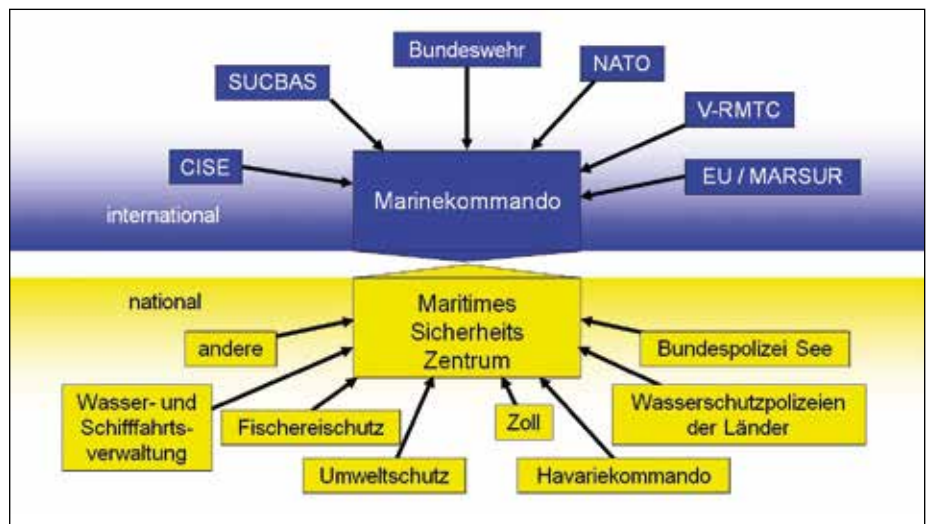 Bundeswehr
SUCBAS
NATO
V-RMTC
CISE
EU / MARSUR
Marinekommando
international
national
Maritimes
Sicherheits
Zentrum
andere
Bundespolizei See
Wasser- und
Schifffahrts-
verwaltung
Fischereischutz
Zoll
Wasserschutzpolizeien
der Länder
Umweltschutz
Havariekommando